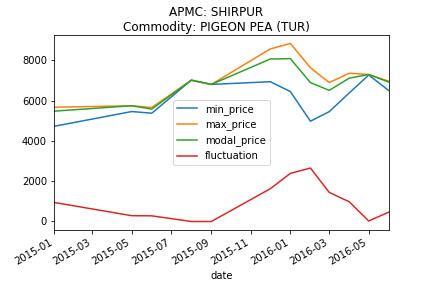 APMC: SHIRPUR
Commodity: PIGEON PEA (TUR)
8000
6000
4000
2000
0
min_price
max_price
modal_price
fluctuation
2015-01
2015-03
2015-05
2015-07
2015-09
2015-11
2016-01
2016-03
2016-05
date